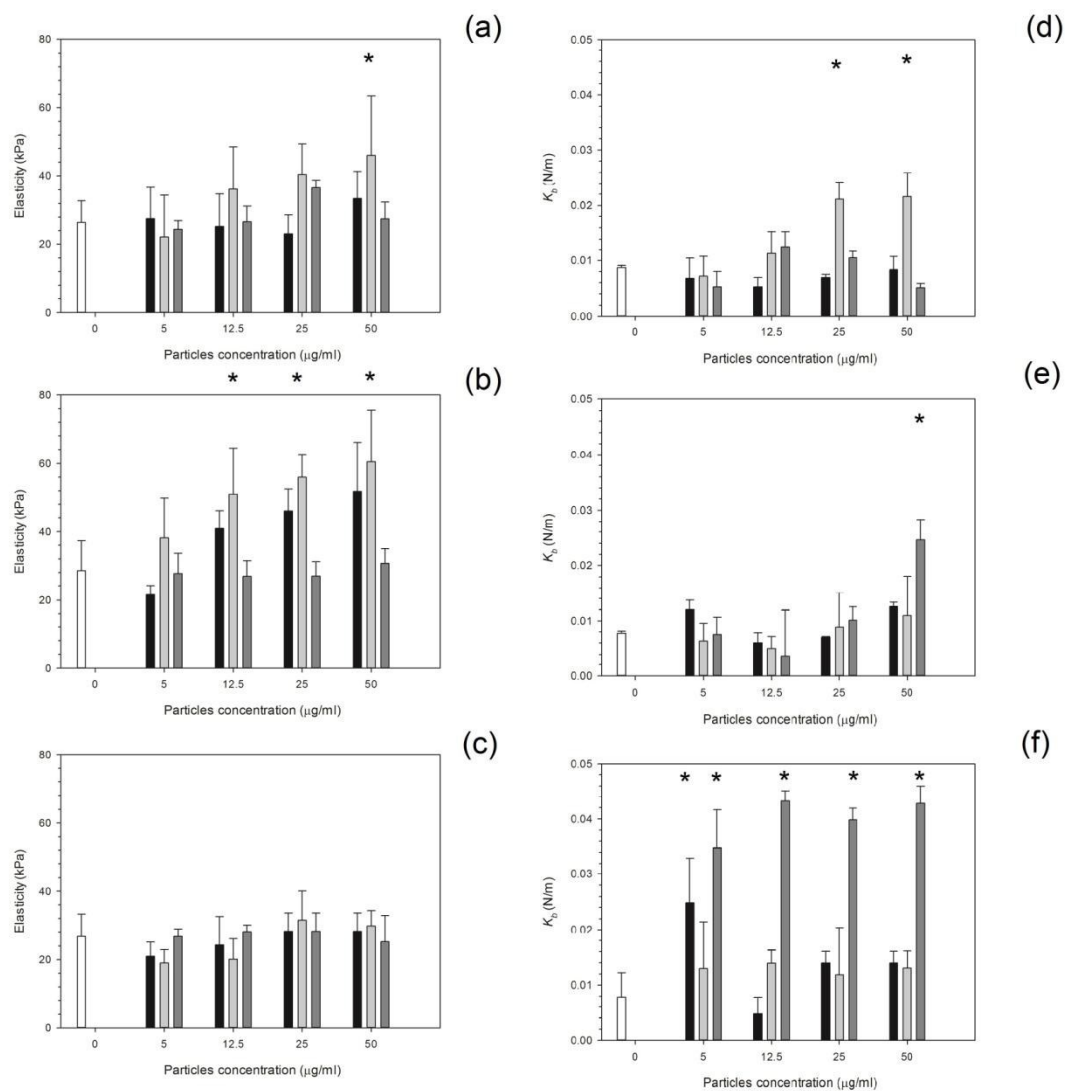 (a)
*
80
60
40
20
0
Elasticity (kPa)
0 5 12.5 25 50
Particles concentration (µg/ml)
(b)
* * *
80
60
40
20
0
Elasticity (kPa)
0 5 12.5 25 50
Particles concentration (µg/ml)
(c)
80
60
40
20
0
Elasticity (kPa)
0 5 12.5 25 50
Particles concentration (µg/ml)
(d)
* *
0.05
0.04
0.03
0.02
0.01
0.00
Kb (N/m)
0 5 12.5 25 50
Particles concentration (µg/ml)
(e)
*
0.05
0.04
0.03
0.02
0.01
0.00
Kb (N/m)
0 5 12.5 25 50
Particles concentration (µg/ml)
(f)
* * * * *
0.05
0.04
0.03
0.02
0.01
0.00
Kb (N/m)
0 5 12.5 25 50
Particles concentration (µg/ml)